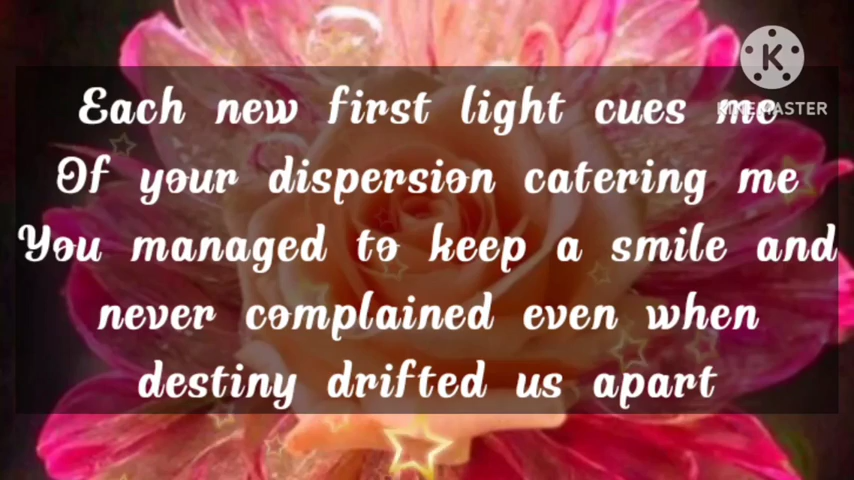 Each new first light cues me
Of your dispersion catering me
You managed to keep a smile and
never complained even when
destiny drifted us apart
K
KINEMASTER